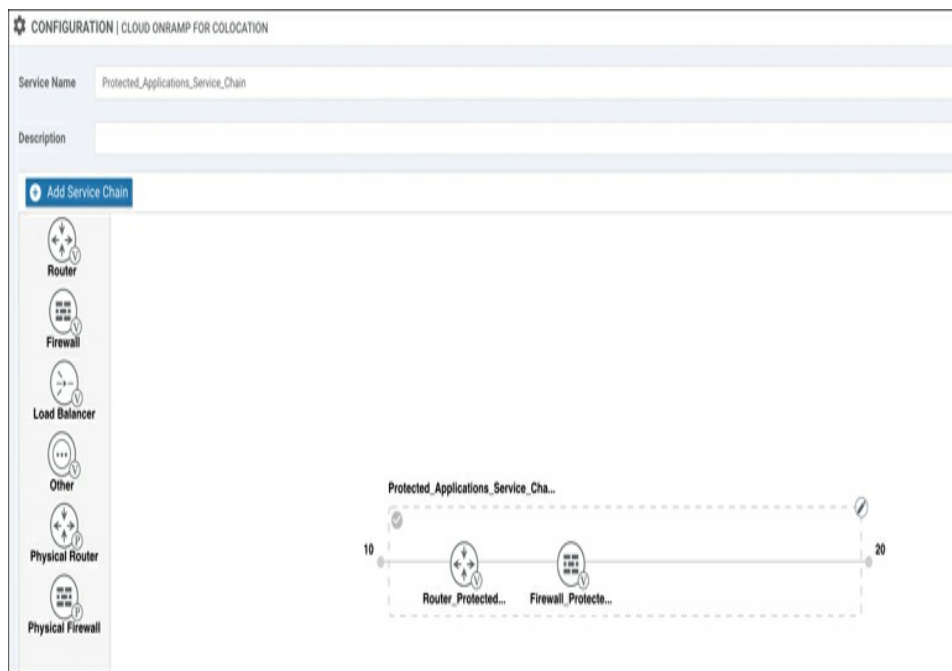 CONFIGURATION | CLOUD ONRAMP FOR COLOCATION
Service Name Protected_Applications_Service_Chain
Description
Add Service Chain
V
Router
V
Firewall
V
Load Balancer
V
Other
P
Physical Router
P
Physical Firewall
Protected_Applications_Service_Cha...
10
20
V
V
Router_Protected...
Firewall_Protecte...